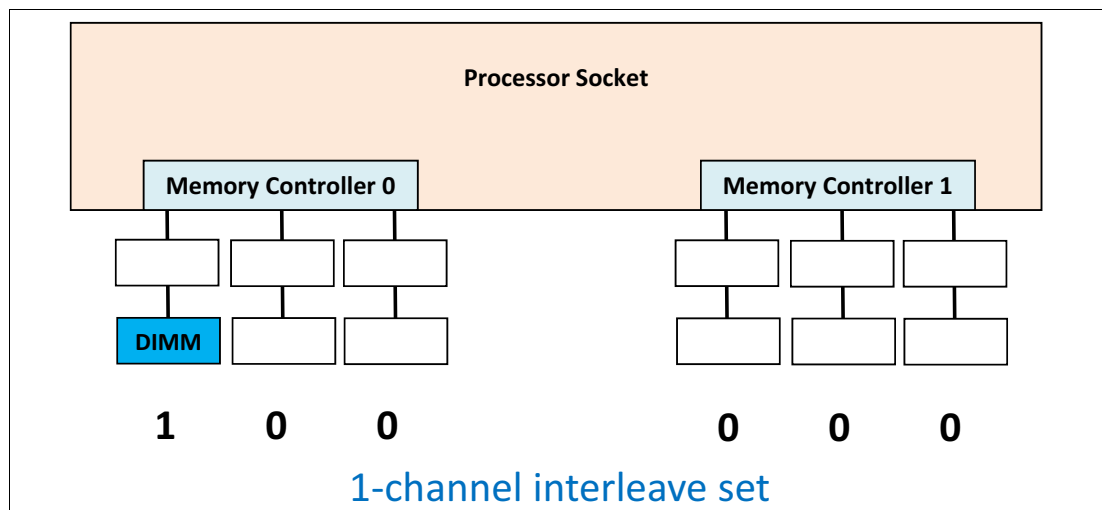 Processor Socket
Memory Controller 0
Memory Controller 1
DIMM
1 0 0 0 0 0
1-channel interleave set